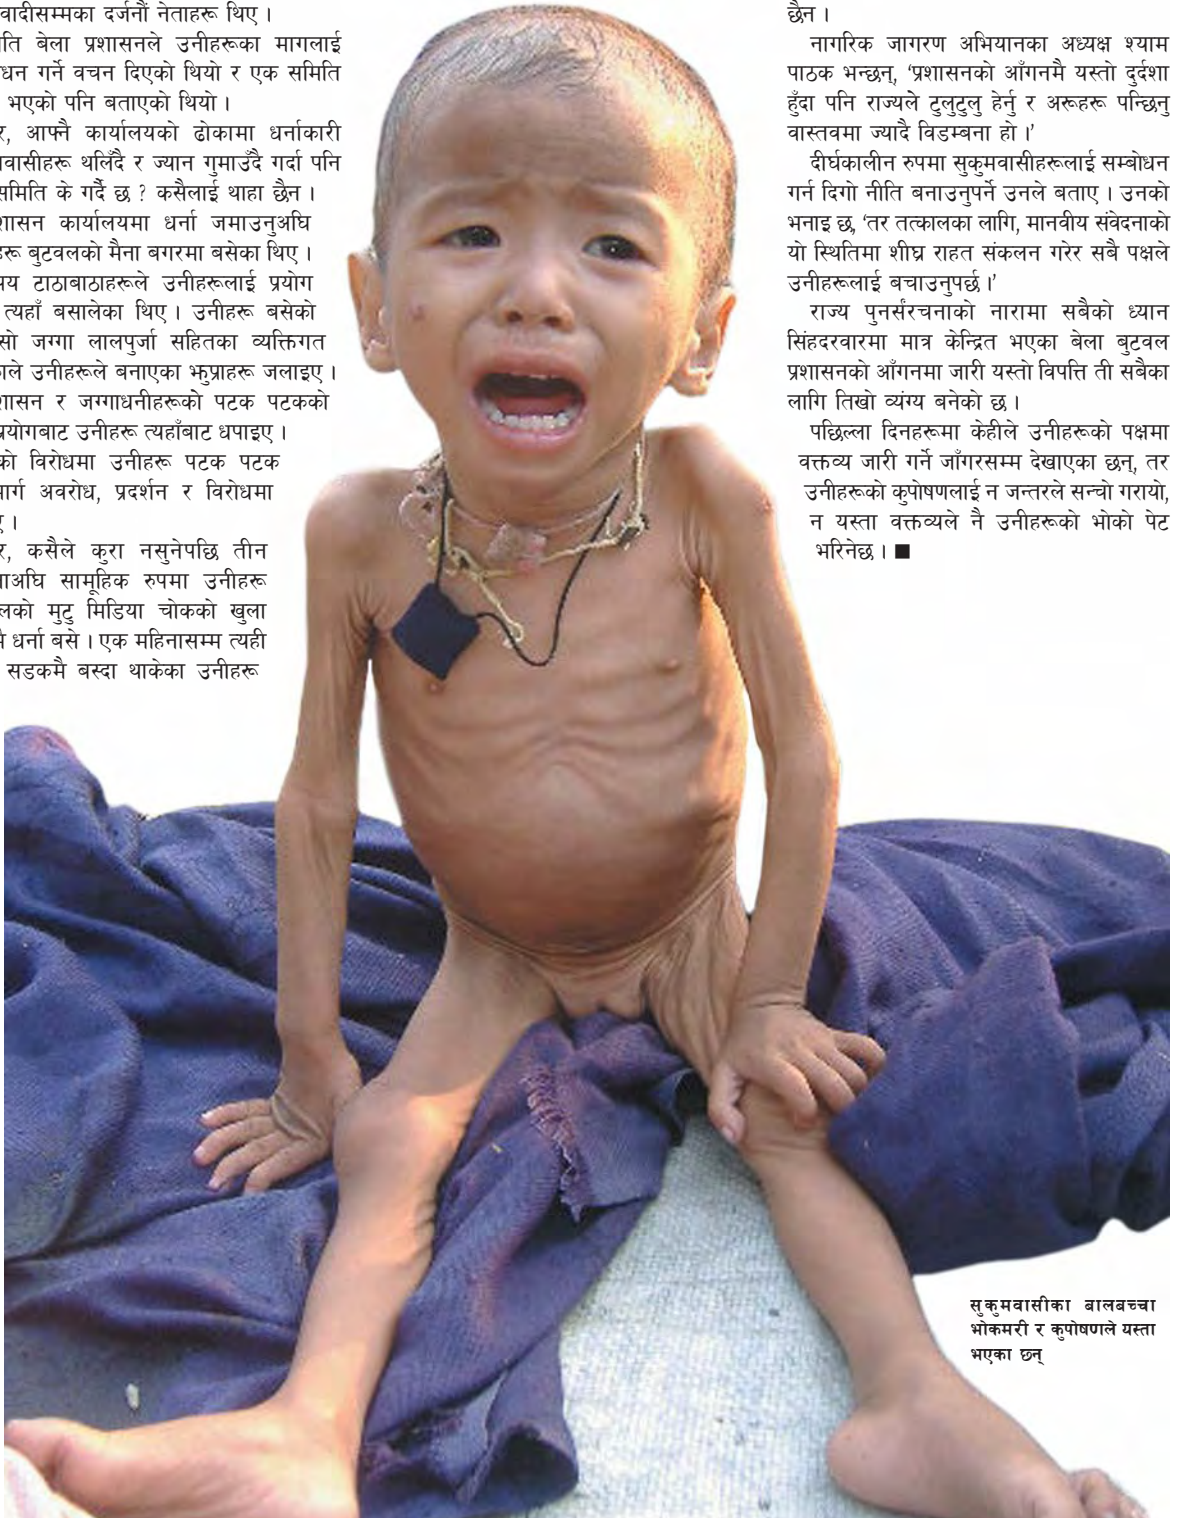 वादीसम्मका दर्जनौं नेताहरू थिए ।
बेला प्रशासनले उनीहरूका मागलाई
गर्ने वचन दिएको थियो र एक समिति
भएको पनि बताएको थियो ।
आफ्नै कार्यालयको ढोकामा धर्नाकारी
थलिँदै र ज्यान गुमाउँदै गर्दा पनि
समिति के गर्दै छ ? कसैलाई थाहा छैन ।
कार्यालयमा धर्ना जमाउनुअघि
बुटवलको मैना बगरमा बसेका थिए ।
टाठाबाठाहरूले उनीहरूलाई प्रयोग
त्यहाँ बसालेका थिए । उनीहरू बसेको
जग्गा लालपुर्जा सहितका व्यक्तिगत
उनीहरूले बनाएका झुप्राहरू जलाइए ।
र जग्गाधनीहरूको पटक पटकको
उनीहरू त्यहाँबाट धपाइए ।
विरोधमा उनीहरू पटक पटक
अवरोध, प्रदर्शन र विरोधमा
।
कसैले कुरा नसुनेपछि तीन
सामूहिक रुपमा उनीहरू
मुटु मिडिया चोकको खुला
धर्ना बसे । एक महिनासम्म त्यही
सडकमै बस्दा थाकेका उनीहरू
छैन ।
नागरिक जागरण अभियानका अध्यक्ष श्याम
पाठक भन्छन्, ‘प्रशासनको आँगनमै यस्तो दुर्दशा
हुँदा पनि राज्यले टुलुटुलु हेर्नु र अरूहरू पन्छिनु
वास्तवमा ज्यादै विडम्बना हो ।’
दीर्घकालीन रुपमा सुकुमवासीहरूलाई सम्बोधन
गर्न दिगो नीति बनाउनुपर्ने उनले बताए । उनको
भनाइ छ, ‘तर तत्कालका लागि, मानवीय संवेदनाको
यो स्थितिमा शीघ्र राहत संकलन गरेर सबै पक्षले
उनीहरूलाई बचाउनुपर्छ ।’
राज्य पुनर्संरचनाको नारामा सबैको ध्यान
सिंहदरवारमा मात्र केन्द्रित भएका बेला बुटवल
प्रशासनको आँगनमा जारी यस्तो विपत्ति ती सबैका
लागि तिखो व्यंग्य बनेको छ ।
पछिल्ला दिनहरूमा केहीले उनीहरूको पक्षमा
वक्तव्य जारी गर्ने जाँगरसम्म देखाएका छन्, तर
उनीहरूको कुपोषणलाई न जन्तरले सन्चो गरायो,
न यस्ता वक्तव्यले नै उनीहरूको भोको पेट
भरिनेछ । ■
सुकुमवासीका बालबच्चा
भोकमरी र कुपोषणले यस्ता
भएका छन्